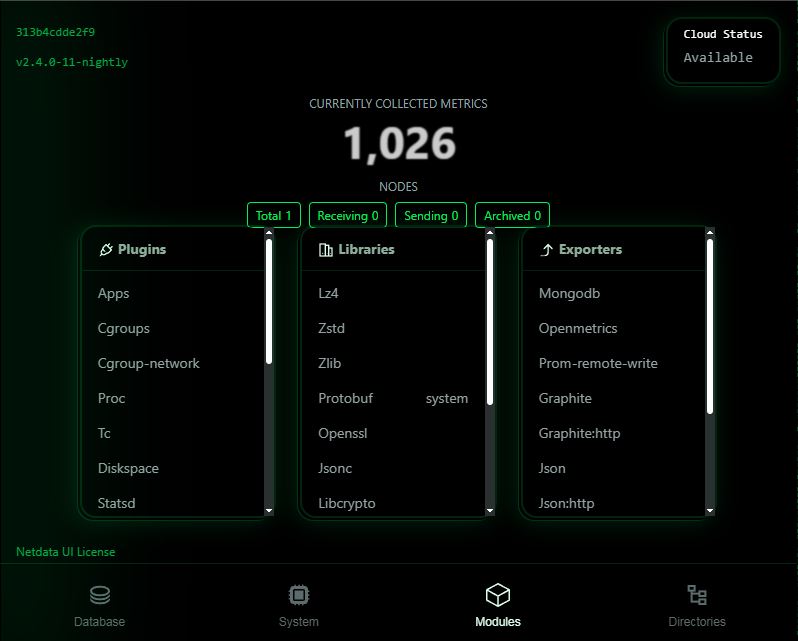 313b4cdde2f9
v2.4.0-11-nightly
Cloud Status
Available
CURRENTLY COLLECTED METRICS
1,026
NODES
Total 1 Receiving 0 Sending 0 Archived 0
Plugins
Apps
Cgroups
Cgroup-network
Proc
Tc
Diskspace
Statsd
Libraries
Lz4
Zstd
Zlib
Protobuf system
Openssl
Jsonc
Libcrypto
Exporters
Mongodb
Openmetrics
Prom-remote-write
Graphite
Graphite:http
Json
Json:http
Netdata UI License
Database System Modules Directories